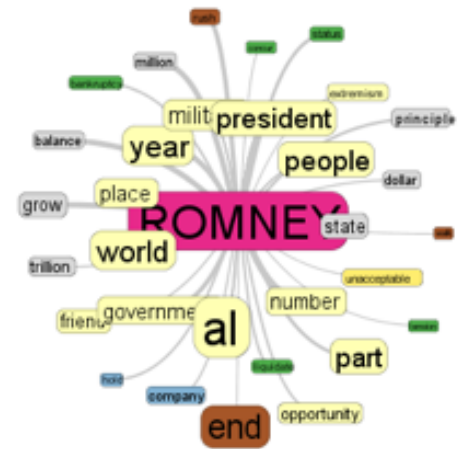 rush
status
million
bankruptcy
extremism
milit
president
principle
balance
year
people
dollar
place
grow
ROMNEY
state
world
trillion
unacceptable
number
governme
friend
al
part
liquidate
hold
company
end
opportunity